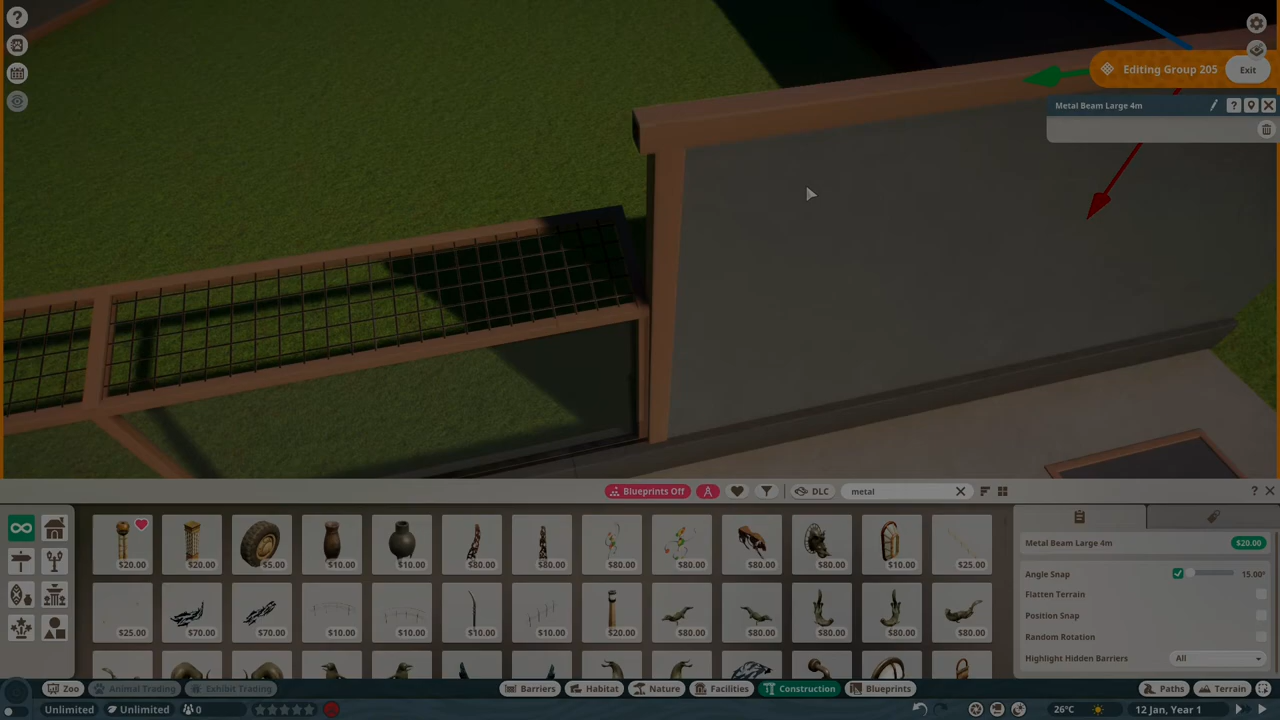 Editing Group 205 Exit
Metal Beam Large 4m
Blueprints Off DLC metal
$20.00 $20.00 $5.00 $10.00 $10.00 $80.00 $80.00 $80.00 $80.00 $80.00 $80.00 $10.00 $25.00
$25.00 $70.00 $70.00 $10.00 $10.00 $10.00 $10.00 $20.00 $80.00 $80.00 $80.00 $80.00 $80.00
Metal Beam Large 4m $20.00
Angle Snap 15.00°
Flatten Terrain
Position Snap
Random Rotation
Highlight Hidden Barriers All
Zoo Animal Trading Exhibit Trading Barriers Habitat Nature Facilities Construction Blueprints Paths Terrain
Unlimited Unlimited 0 26°C 12 Jan, Year 1